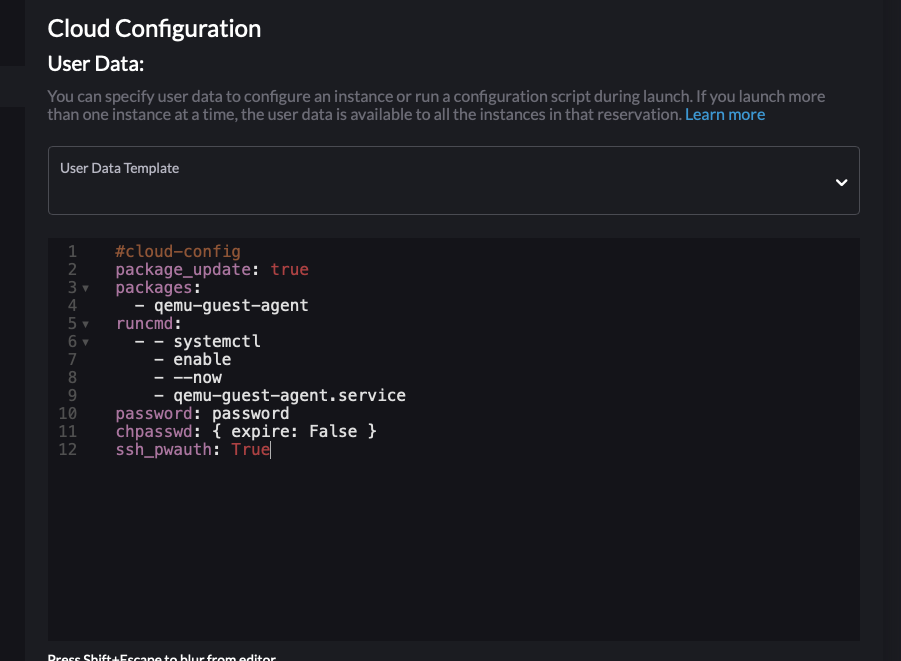 Cloud Configuration
User Data:
You can specify user data to configure an instance or run a configuration script during launch. If you launch more
than one instance at a time, the user data is available to all the instances in that reservation. Learn more
User Data Template
1 #cloud-config
2 package_update: true
3 packages:
4   - qemu-guest-agent
5 runcmd:
6   - - systemctl
7     - enable
8     - --now
9     - qemu-guest-agent.service
10 password: password
11 chpasswd: { expire: False }
12 ssh_pwauth: True
Press Shift+Escape to blur from editor